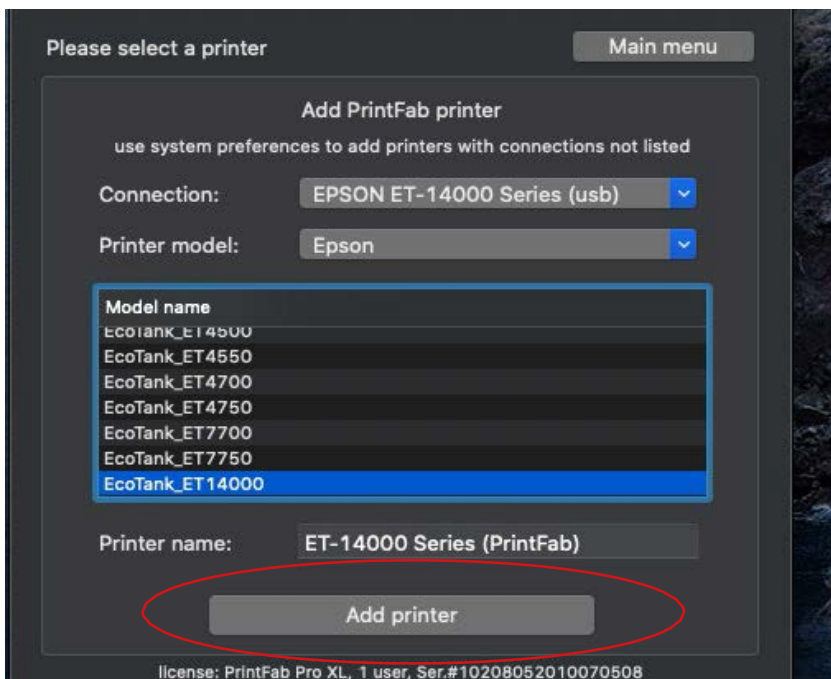 Please select a printer
Main menu
Add PrintFab printer
use system preferences to add printers with connections not listed
Connection:
EPSON ET-14000 Series (usb)
Printer model:
Epson
Model name
EcoTank_ET4500
EcoTank_ET4550
EcoTank_ET4700
EcoTank_ET4750
EcoTank_ET7700
EcoTank_ET7750
EcoTank_ET14000
Printer name:
ET-14000 Series (PrintFab)
Add printer
license: PrintFab Pro XL, 1 user, Ser.#10208052010070508